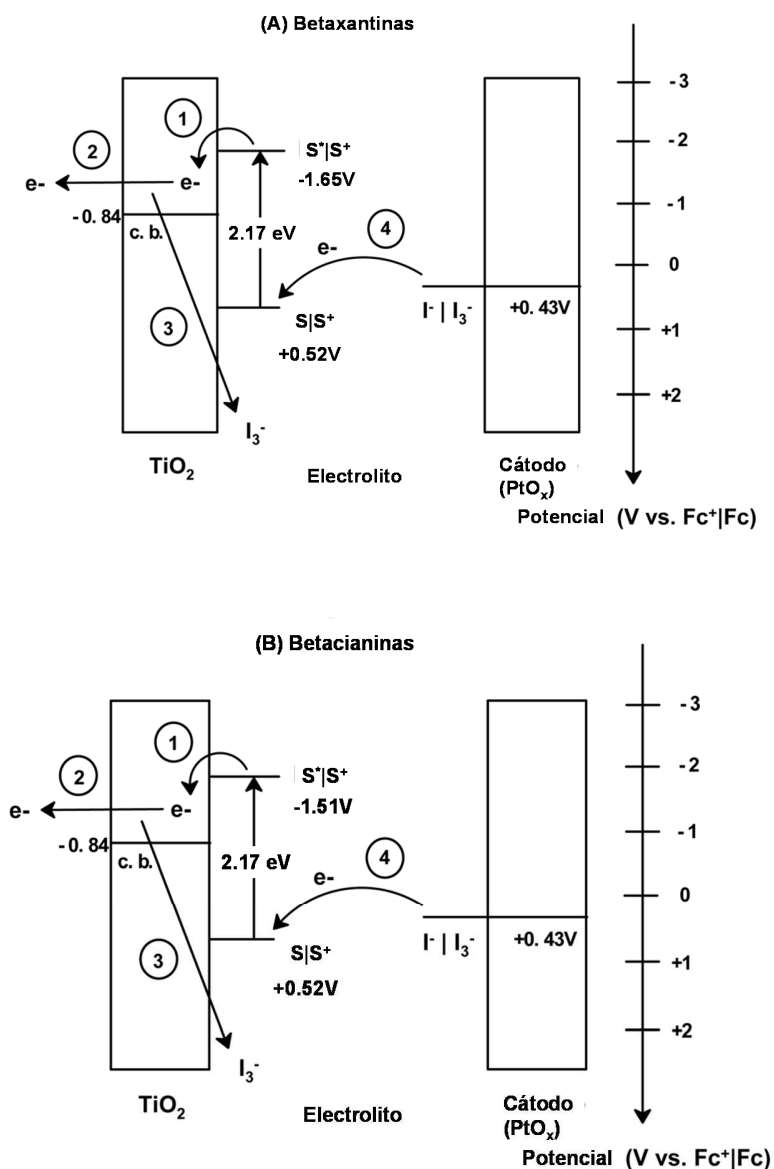 (A) Betaxantinas
-3
1
2
S*|S⁺
-2
e-
e-
-1.65V
-1
-0.84
c. b.
2.17 eV
4
e-
0
I⁻ | I₃⁻
+0.43V
3
S|S⁺
+1
+0.52V
+2
I₃⁻
TiO₂
Electrolito
Cátodo
(PtOₓ)
Potencial (V vs. Fc⁺|Fc)
(B) Betacianinas
-3
1
2
S*|S⁺
-2
e-
e-
-1.51V
-1
-0.84
c. b.
2.17 eV
4
e-
0
I⁻ | I₃⁻
+0.43V
3
S|S⁺
+1
+0.52V
+2
I₃⁻
TiO₂
Electrolito
Cátodo
(PtOₓ)
Potencial (V vs. Fc⁺|Fc)